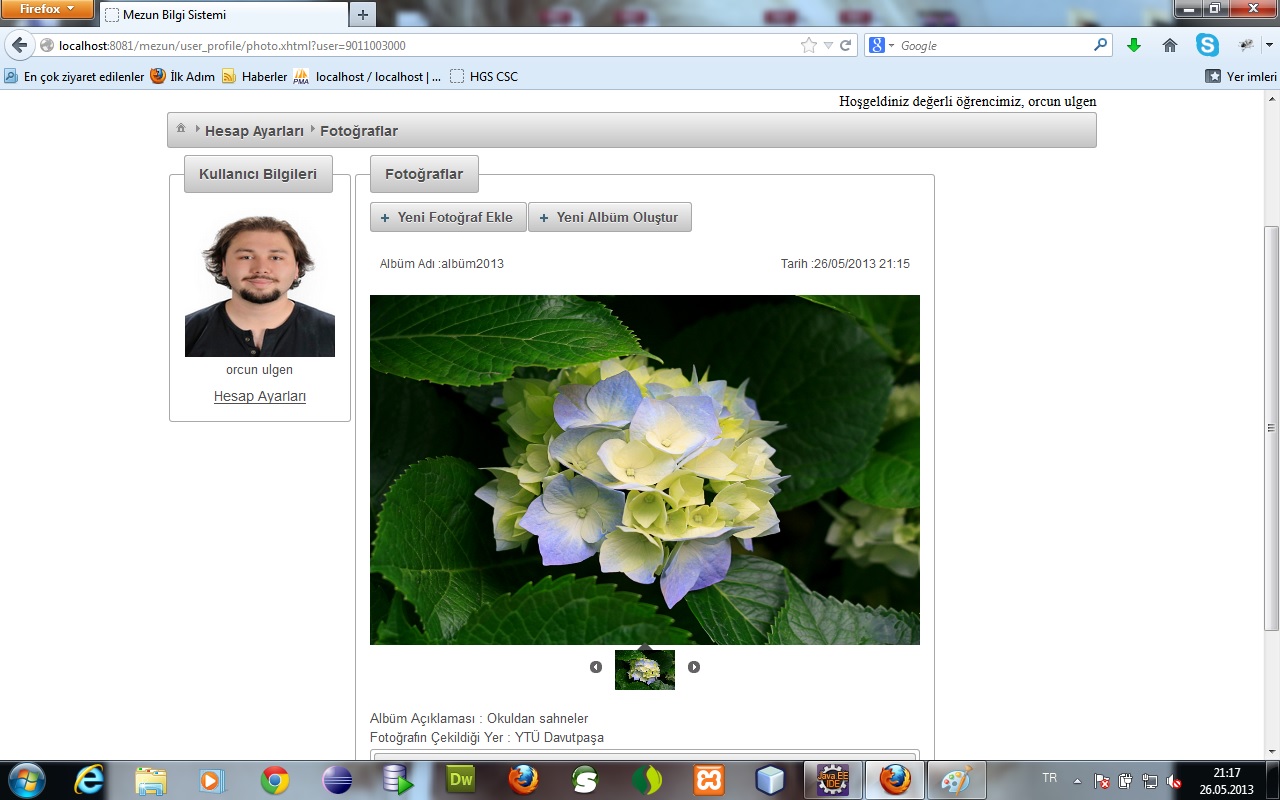 Firefox
Mezun Bilgi Sistemi
localhost:8081/mezun/user_profile/photo.xhtml?user=9011003000
Google
En çok ziyaret edilenler İlk Adım Haberler localhost / localhost | ... HGS CSC Yer imleri
Hoşgeldiniz değerli öğrencimiz, orcun ulgen
Hesap Ayarları Fotoğraflar
Kullanıcı Bilgileri
orcun ulgen
Hesap Ayarları
Fotoğraflar
Yeni Fotoğraf Ekle Yeni Albüm Oluştur
Albüm Adı :albüm2013 Tarih :26/05/2013 21:15
Albüm Açıklaması : Okuldan sahneler
Fotoğrafın Çekildiği Yer : YTÜ Davutpaşa
Dw
Java EE
IDE
TR
21:17
26.05.2013